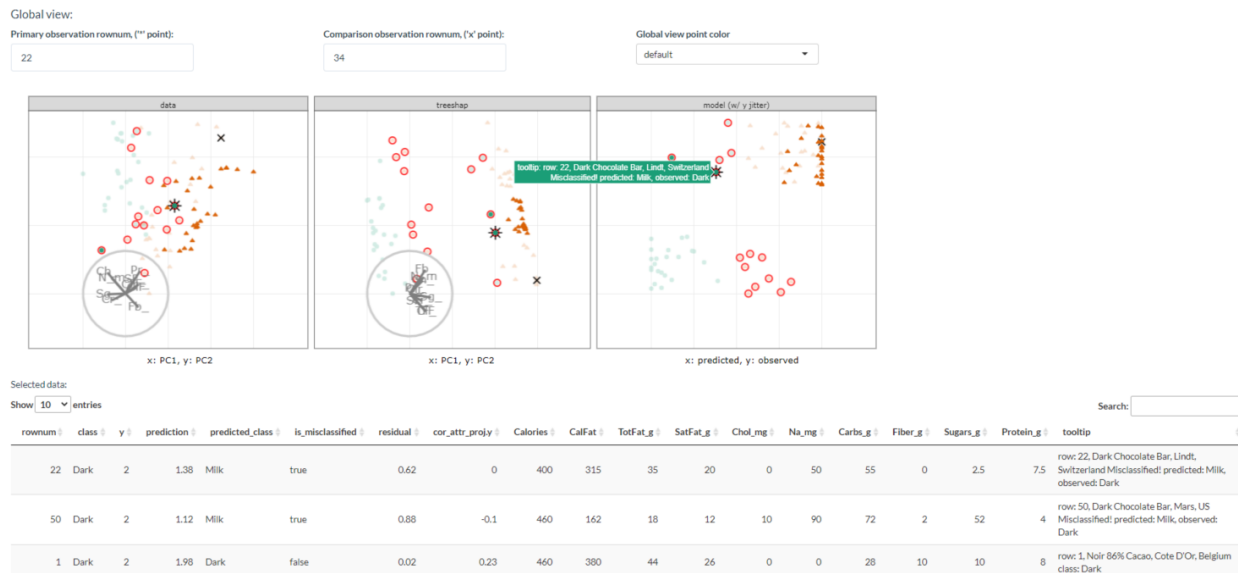 Global view:
Primary observation rownum, ('*' point): Comparison observation rownum, ('x' point): Global view point color
22 34 default
data treeshap model (w/ y jitter)
tooltip: row: 22, Dark Chocolate Bar, Lindt, Switzerland
Misclassified! predicted: Milk, observed: Dark
x: PC1, y: PC2 x: PC1, y: PC2 x: predicted, y: observed
Selected data:
Show 10 entries Search:
rownum class y prediction predicted_class is_misclassified residual cor_attr_proj.y Calories CalFat TotFat_g SatFat_g Chol_mg Na_mg Carbs_g Fiber_g Sugars_g Protein_g tooltip
22 Dark 2 1.38 Milk true 0.62 0 400 315 35 20 0 50 55 0 2.5 7.5 row: 22, Dark Chocolate Bar, Lindt,
Switzerland Misclassified! predicted: Milk,
observed: Dark
50 Dark 2 1.12 Milk true 0.88 -0.1 460 162 18 12 10 90 72 2 52 4 row: 50, Dark Chocolate Bar, Mars, US
Misclassified! predicted: Milk, observed:
Dark
1 Dark 2 1.98 Dark false 0.02 0.23 460 380 44 26 0 0 28 10 10 8 row: 1, Noir 86% Cacao, Cote D'Or, Belgium
class: Dark